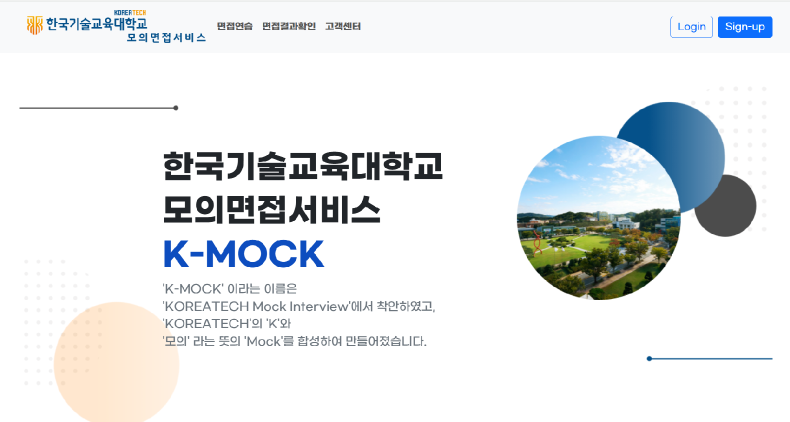 KOREATECH
한국기술교육대학교
모의면접서비스
면접연습 면접결과확인 고객센터
Login Sign-up
한국기술교육대학교
모의면접서비스
K-MOCK
'K-MOCK' 이라는 이름은
'KOREATECH Mock Interview'에서 착안하였고,
'KOREATECH'의 'K'와
'모의' 라는 뜻의 'Mock'를 합성하여 만들어졌습니다.